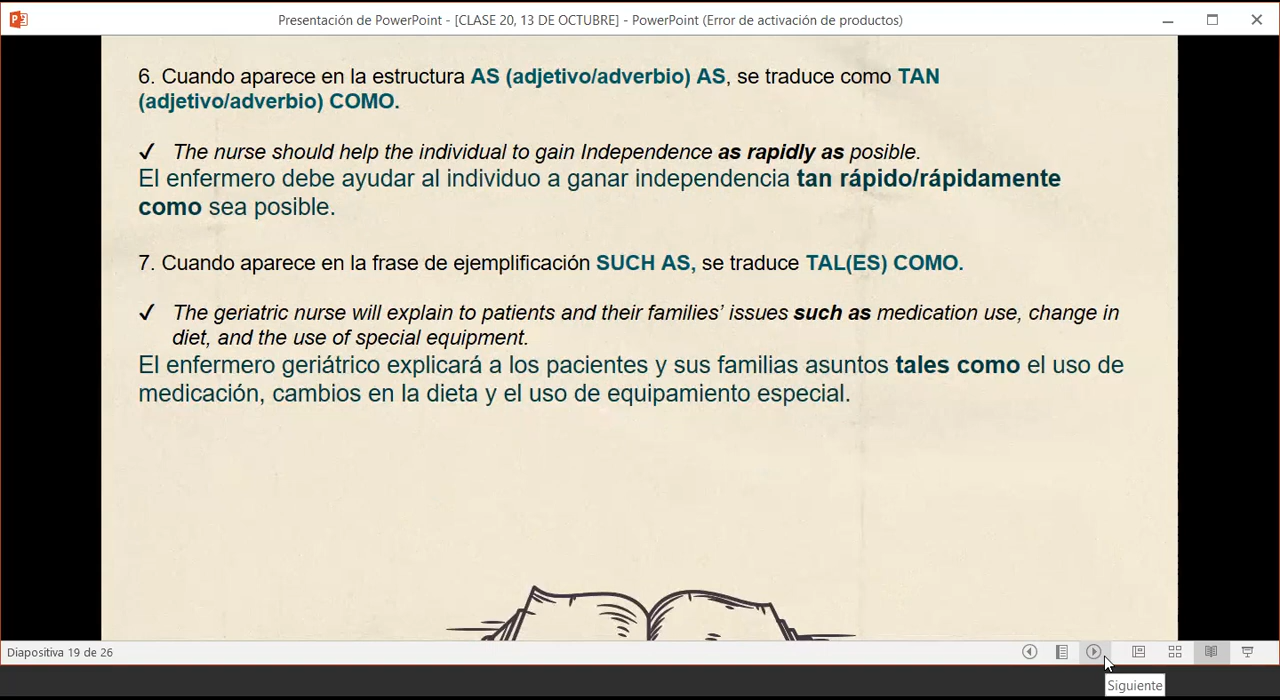 Presentación de PowerPoint - [CLASE 20, 13 DE OCTUBRE] - PowerPoint (Error de activación de productos)
6. Cuando aparece en la estructura AS (adjetivo/adverbio) AS, se traduce como TAN
(adjetivo/adverbio) COMO.
✓ The nurse should help the individual to gain Independence as rapidly as posible.
El enfermero debe ayudar al individuo a ganar independencia tan rápido/rápidamente
como sea posible.
7. Cuando aparece en la frase de ejemplificación SUCH AS, se traduce TAL(ES) COMO.
✓ The geriatric nurse will explain to patients and their families’ issues such as medication use, change in
diet, and the use of special equipment.
El enfermero geriátrico explicará a los pacientes y sus familias asuntos tales como el uso de
medicación, cambios en la dieta y el uso de equipamiento especial.
Diapositiva 19 de 26
Siguiente